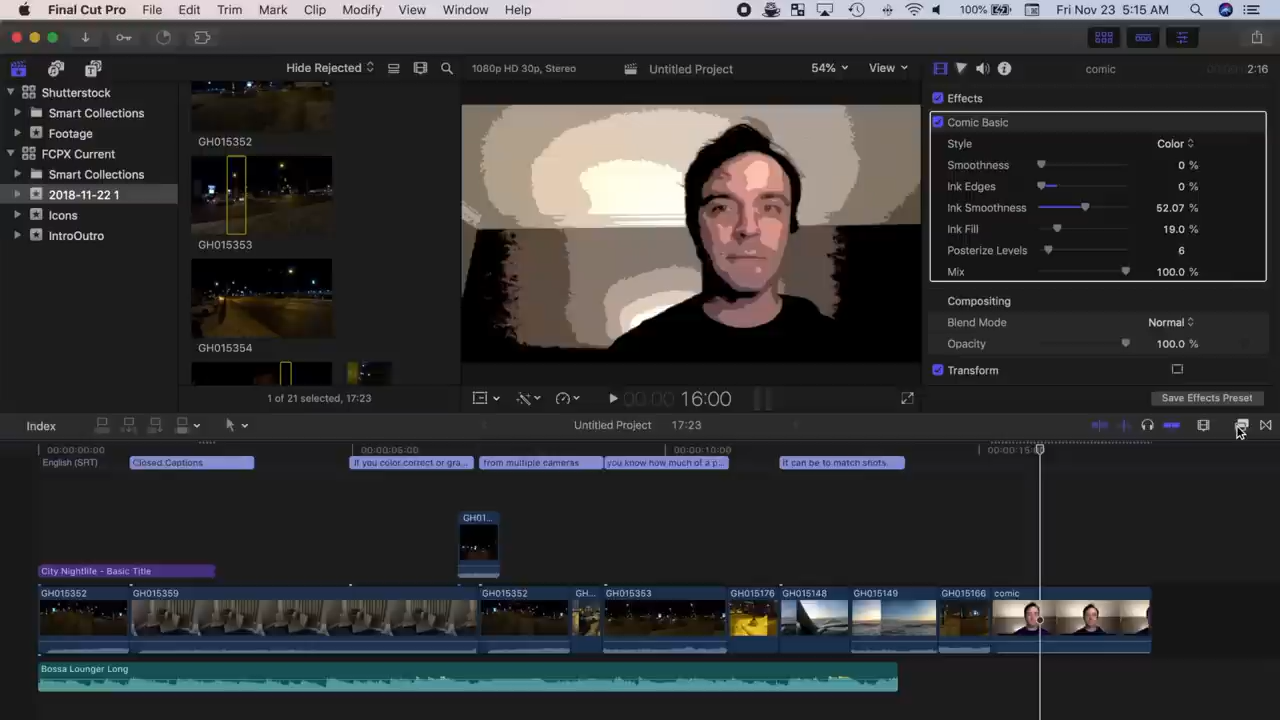 Final Cut Pro File Edit Trim Mark Clip Modify View Window Help 100% Fri Nov 23 5:15 AM
Hide Rejected 1080p HD 30p, Stereo Untitled Project 54% View comic 2:16
Shutterstock
Smart Collections
Footage
FCPX Current
Smart Collections
2018-11-22 1
Icons
IntroOutro
GH015352
GH015353
GH015354
1 of 21 selected, 17:23
16:00
Effects
Comic Basic
Style Color
Smoothness 0 %
Ink Edges 0 %
Ink Smoothness 52.07 %
Ink Fill 19.0 %
Posterize Levels 6
Mix 100.0 %
Compositing
Blend Mode Normal
Opacity 100.0 %
Transform
Save Effects Preset
Index Untitled Project 17:23
00:00:00:00 00:00:05:00 00:00:10:00 00:00:15:00
English (SRT) Closed Captions If you color correct or gra... from multiple cameras you know how much of a p... it can be to match shots.
GH01...
City Nightlife - Basic Title
GH015352 GH015359 GH015352 GH... GH015353 GH015176 GH015148 GH015149 GH015166 comic
Bossa Lounger Long